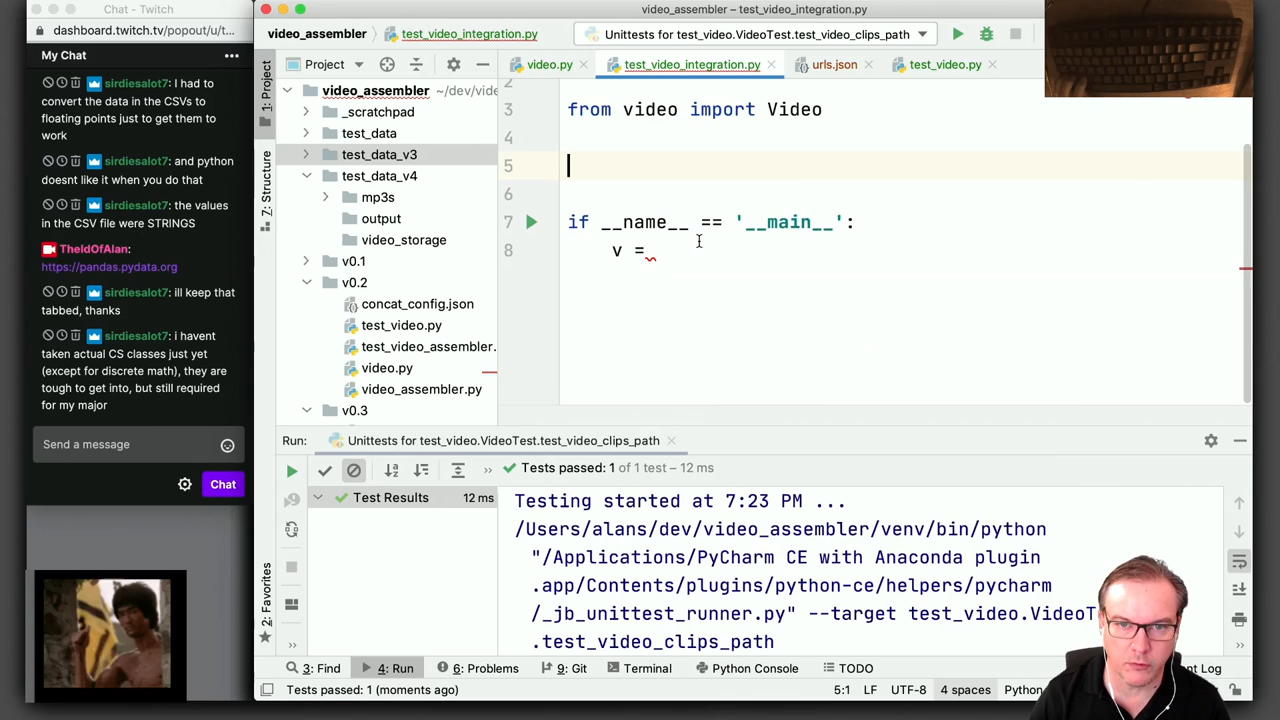 Chat - Twitch
dashboard.twitch.tv/popout/u/t...
My Chat
sirdiesalot7: I had to
convert the data in the CSVs to
floating points just to get them to
work
sirdiesalot7: and python
doesnt like it when you do that
sirdiesalot7: the values
in the CSV file were STRINGS
TheIdOfAlan:
https://pandas.pydata.org
sirdiesalot7: ill keep that
tabbed, thanks
sirdiesalot7: i havent
taken actual CS classes just yet
(except for discrete math), they are
tough to get into, but still required
for my major
Send a message
Chat
video_assembler – test_video_integration.py
video_assembler
test_video_integration.py
Unittests for test_video.VideoTest.test_video_clips_path
1: Project
7: Structure
2: Favorites
Project
video.py
test_video_integration.py
urls.json
test_video.py
video_assembler ~/dev/vide
_scratchpad
test_data
test_data_v3
test_data_v4
mp3s
output
video_storage
v0.1
v0.2
concat_config.json
test_video.py
test_video_assembler.
video.py
video_assembler.py
v0.3
2
3 from video import Video
4
5
6
7 if __name__ == '__main__':
8 v =
Run: Unittests for test_video.VideoTest.test_video_clips_path
Tests passed: 1 of 1 test – 12 ms
Test Results 12 ms
Testing started at 7:23 PM ...
/Users/alans/dev/video_assembler/venv/bin/python
"/Applications/PyCharm CE with Anaconda plugin
.app/Contents/plugins/python-ce/helpers/pycharm
/_jb_unittest_runner.py" --target test_video.VideoT
.test_video_clips_path
3: Find 4: Run 6: Problems 9: Git Terminal Python Console TODO nt Log
Tests passed: 1 (moments ago) 5:1 LF UTF-8 4 spaces Python